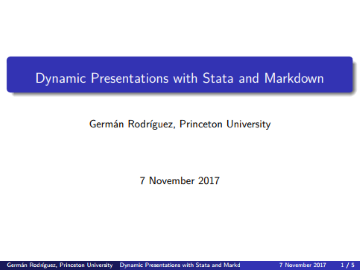 Dynamic Presentations with Stata and Markdown
Germán Rodríguez, Princeton University
7 November 2017
Germán Rodríguez, Princeton University Dynamic Presentations with Stata and Markd 7 November 2017 1 / 5